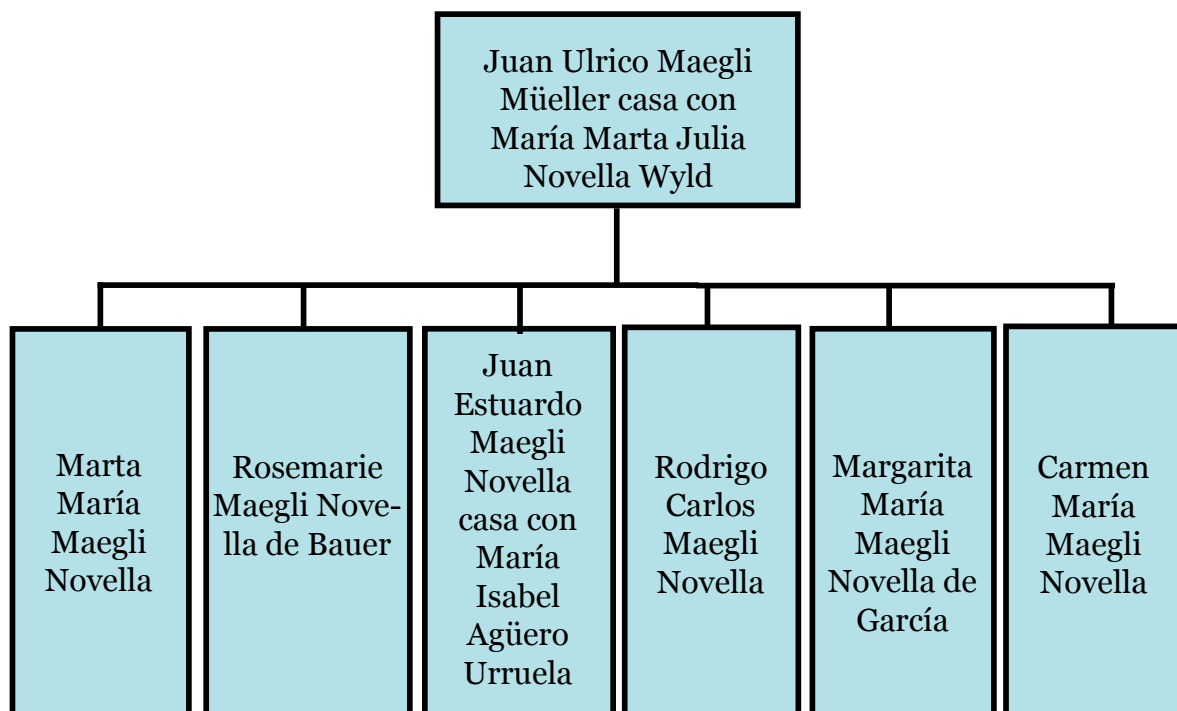 Juan Ulrico Maegli
Müeller casa con
María Marta Julia
Novella Wyld
Marta
María
Maegli
Novella
Rosemarie
Maegli Nove-
lla de Bauer
Juan
Estuardo
Maegli
Novella
casa con
María
Isabel
Agüero
Urruela
Rodrigo
Carlos
Maegli
Novella
Margarita
María
Maegli
Novella de
García
Carmen
María
Maegli
Novella